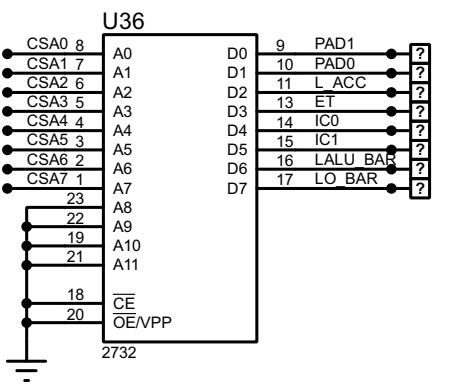 U36
CSA0 8 A0 D0 9 PAD1 ?
CSA1 7 A1 D1 10 PAD0 ?
CSA2 6 A2 D2 11 L_ACC ?
CSA3 5 A3 D3 13 ET ?
CSA4 4 A4 D4 14 IC0 ?
CSA5 3 A5 D5 15 IC1 ?
CSA6 2 A6 D6 16 LALU_BAR ?
CSA7 1 A7 D7 17 LO_BAR ?
23 A8
22 A9
19 A10
21 A11
18 CE
20 OE/VPP
2732